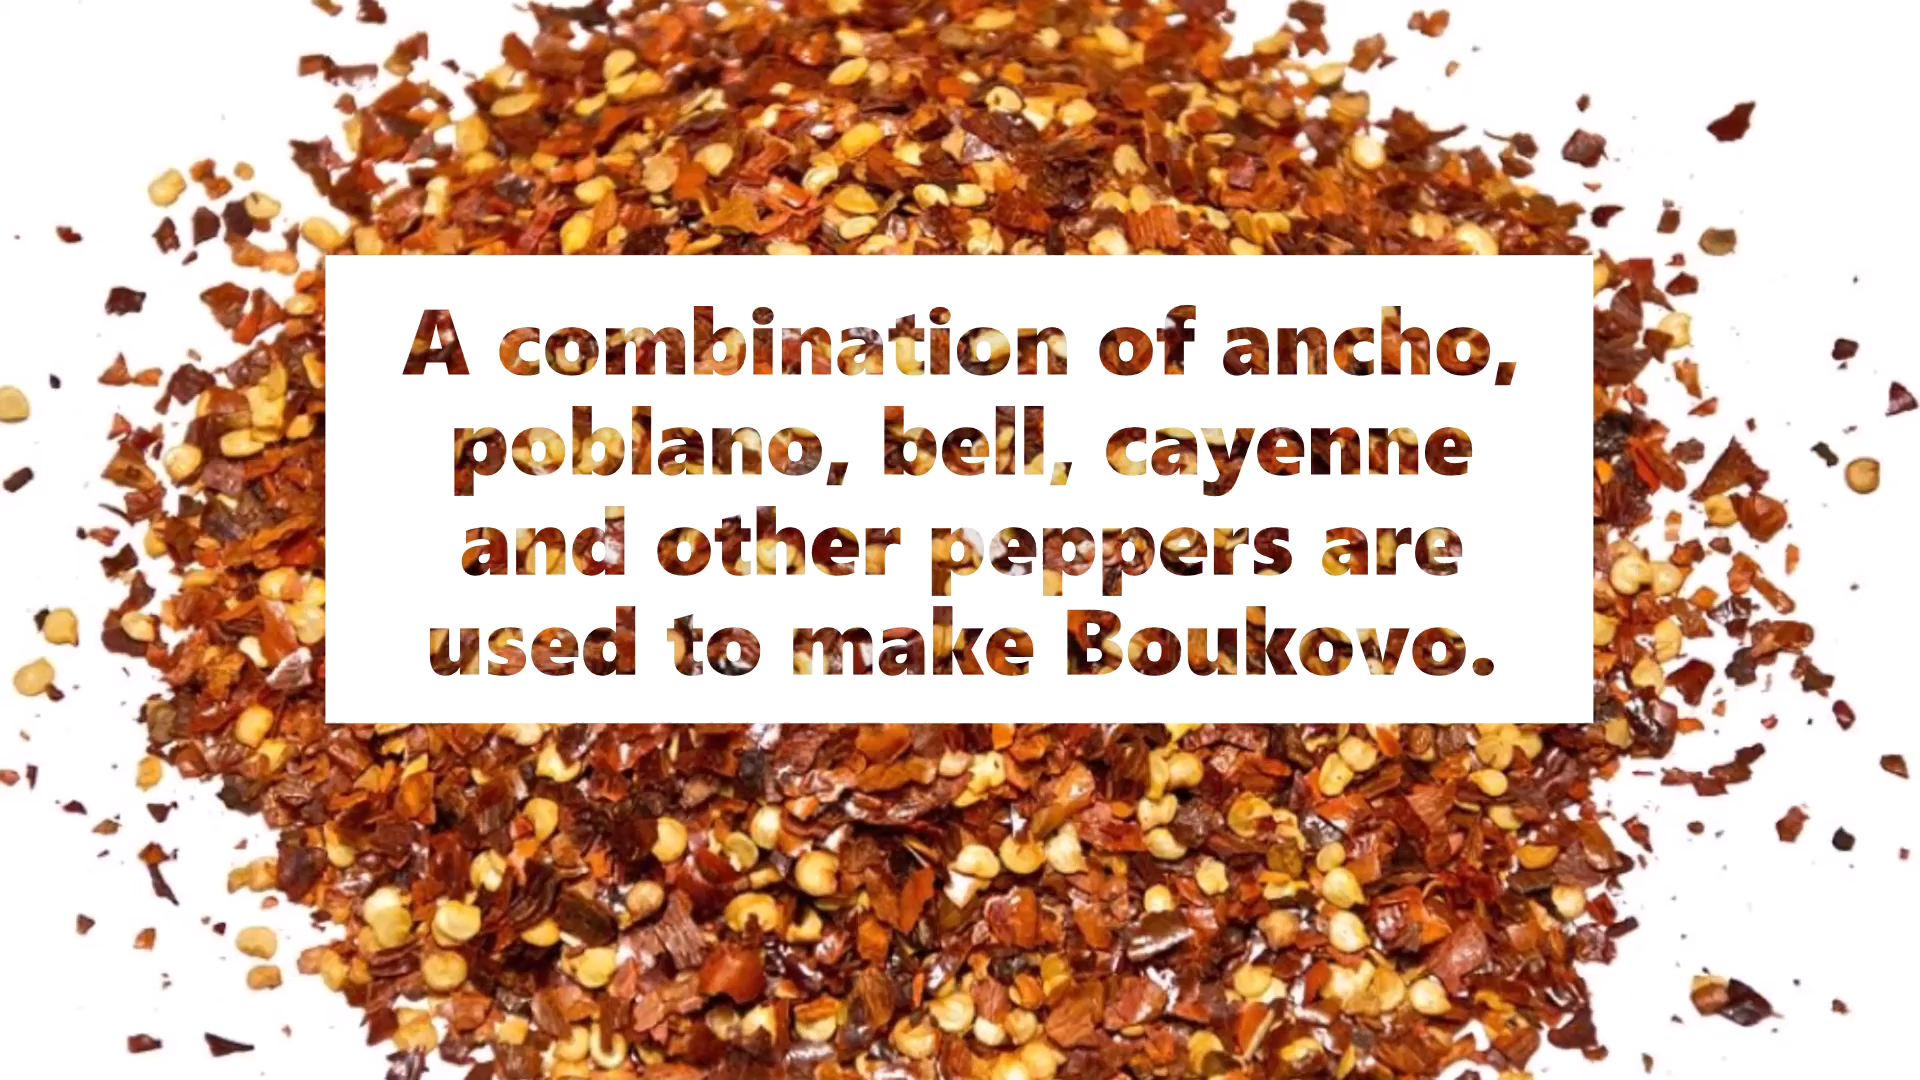 A combination of ancho,
poblano, bell, cayenne
and other peppers are
used to make Boukovo.